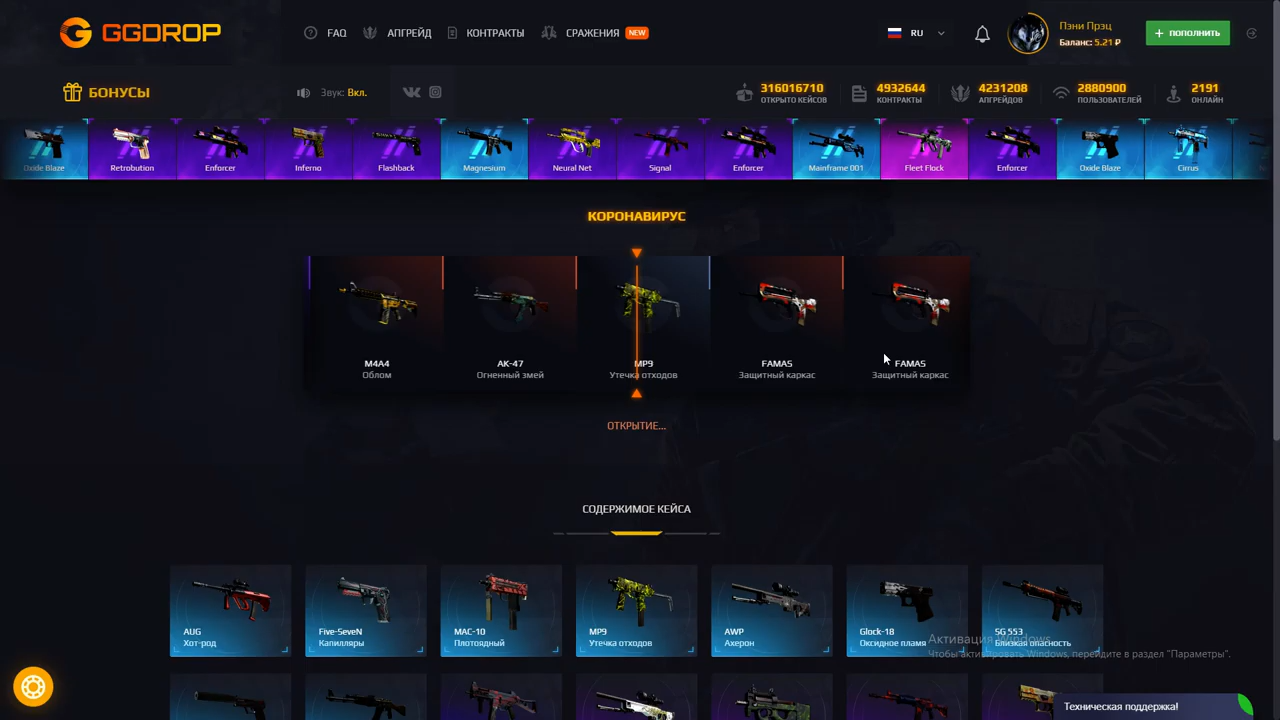 GGDROP
FAQ
АПГРЕЙД
КОНТРАКТЫ
СРАЖЕНИЯ NEW
RU
Пэни Прэц
Баланс: 5.21 ₽
+ ПОПОЛНИТЬ
БОНУСЫ
Звук: Вкл.
316016710
ОТКРЫТО КЕЙСОВ
4932644
КОНТРАКТЫ
4231208
АПГРЕЙДОВ
2880900
ПОЛЬЗОВАТЕЛЕЙ
2191
ОНЛАЙН
Oxide Blaze
Retrobution
Enforcer
Inferno
Flashback
Magnesium
Neural Net
Signal
Enforcer
Mainframe 001
Fleet Flock
Enforcer
Oxide Blaze
Cirrus
КОРОНАВИРУС
M4A4
Облом
AK-47
Огненный змей
MP9
Утечка отходов
FAMAS
Защитный каркас
FAMAS
Защитный каркас
ОТКРЫТИЕ...
СОДЕРЖИМОЕ КЕЙСА
AUG
Хот-род
Five-SeveN
Капилляры
MAC-10
Плотоядный
MP9
Утечка отходов
AWP
Ахерон
Glock-18
Оксидное пламя
SG 553
Близкая опасность
Активация Windows
Чтобы активировать Windows, перейдите в раздел "Параметры".
Техническая поддержка!